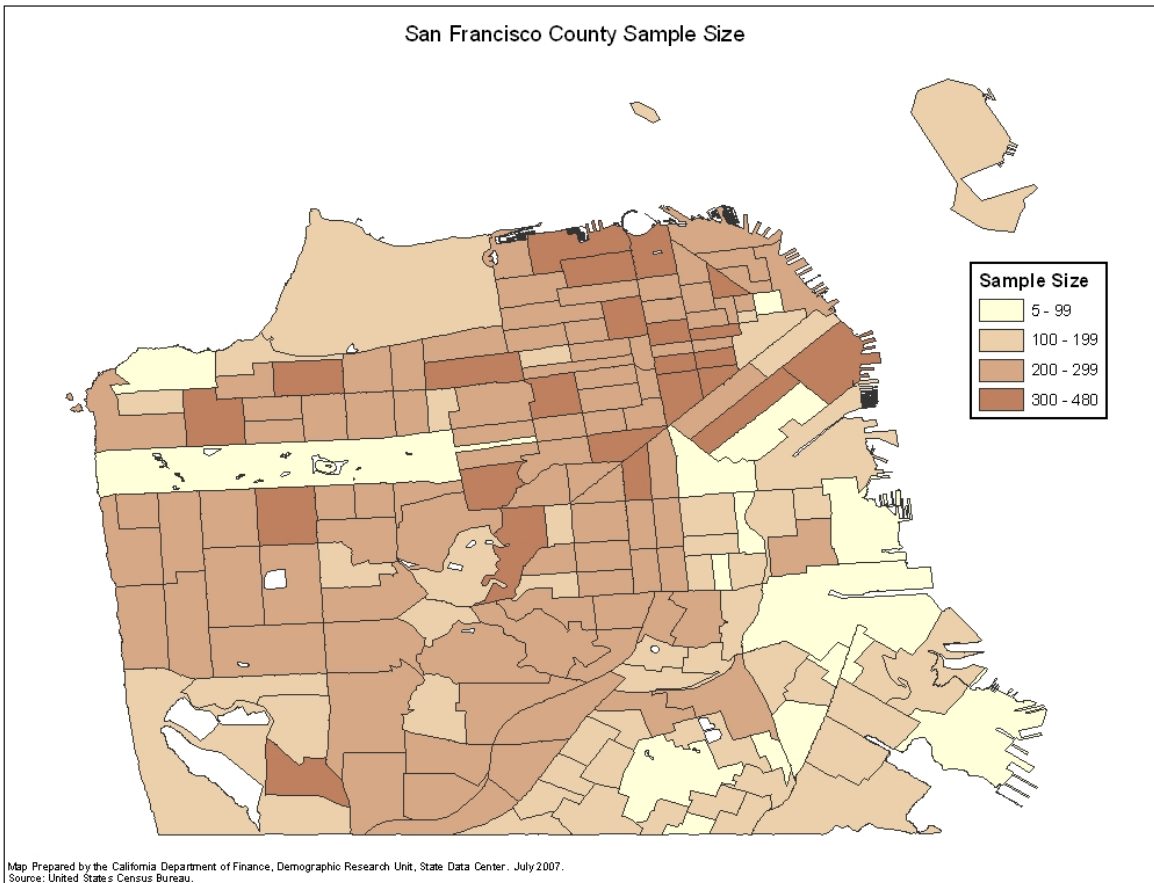 San Francisco County Sample Size
Sample Size
5 - 99
100 - 199
200 - 299
300 - 480
Map Prepared by the California Department of Finance, Demographic Research Unit, State Data Center. July 2007.
Source: United States Census Bureau.